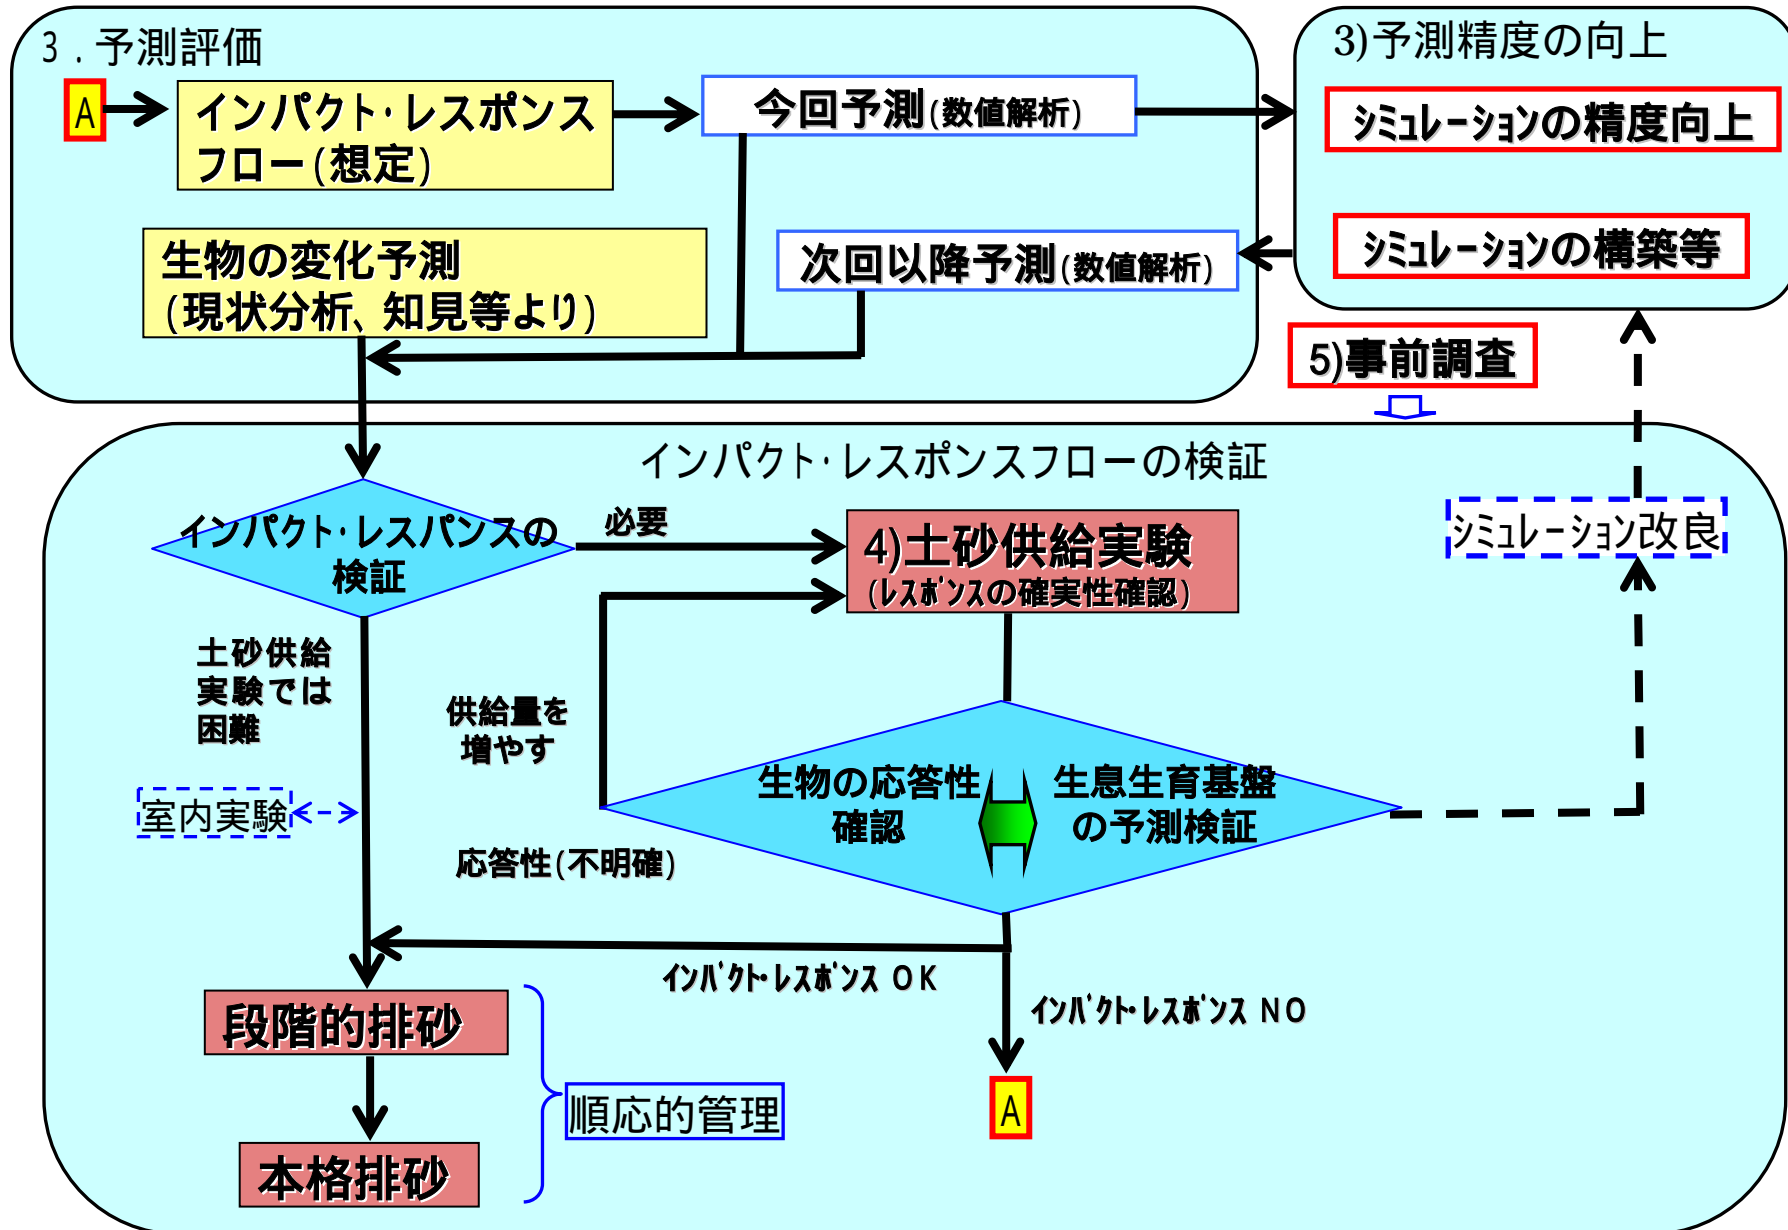 3．予測評価
A
インパクト・レスポンス
フロー(想定)
今回予測(数値解析)
生物の変化予測
(現状分析、知見等より)
次回以降予測(数値解析)
3)予測精度の向上
ｼﾐｭﾚｰｼｮﾝの精度向上
ｼﾐｭﾚｰｼｮﾝの構築等
5)事前調査
インパクト・レスポンスフローの検証
インパクト・レスパンスの
検証
必要
4)土砂供給実験
(ﾚｽﾎﾟﾝｽの確実性確認)
ｼﾐｭﾚｰｼｮﾝ改良
土砂供給
実験では
困難
供給量を
増やす
室内実験
生物の応答性
確認
生息生育基盤
の予測検証
応答性(不明確)
ｲﾝﾊﾟｸﾄ・ﾚｽﾎﾟﾝｽ OK
ｲﾝﾊﾟｸﾄ・ﾚｽﾎﾟﾝｽ NO
段階的排砂
順応的管理
A
本格排砂